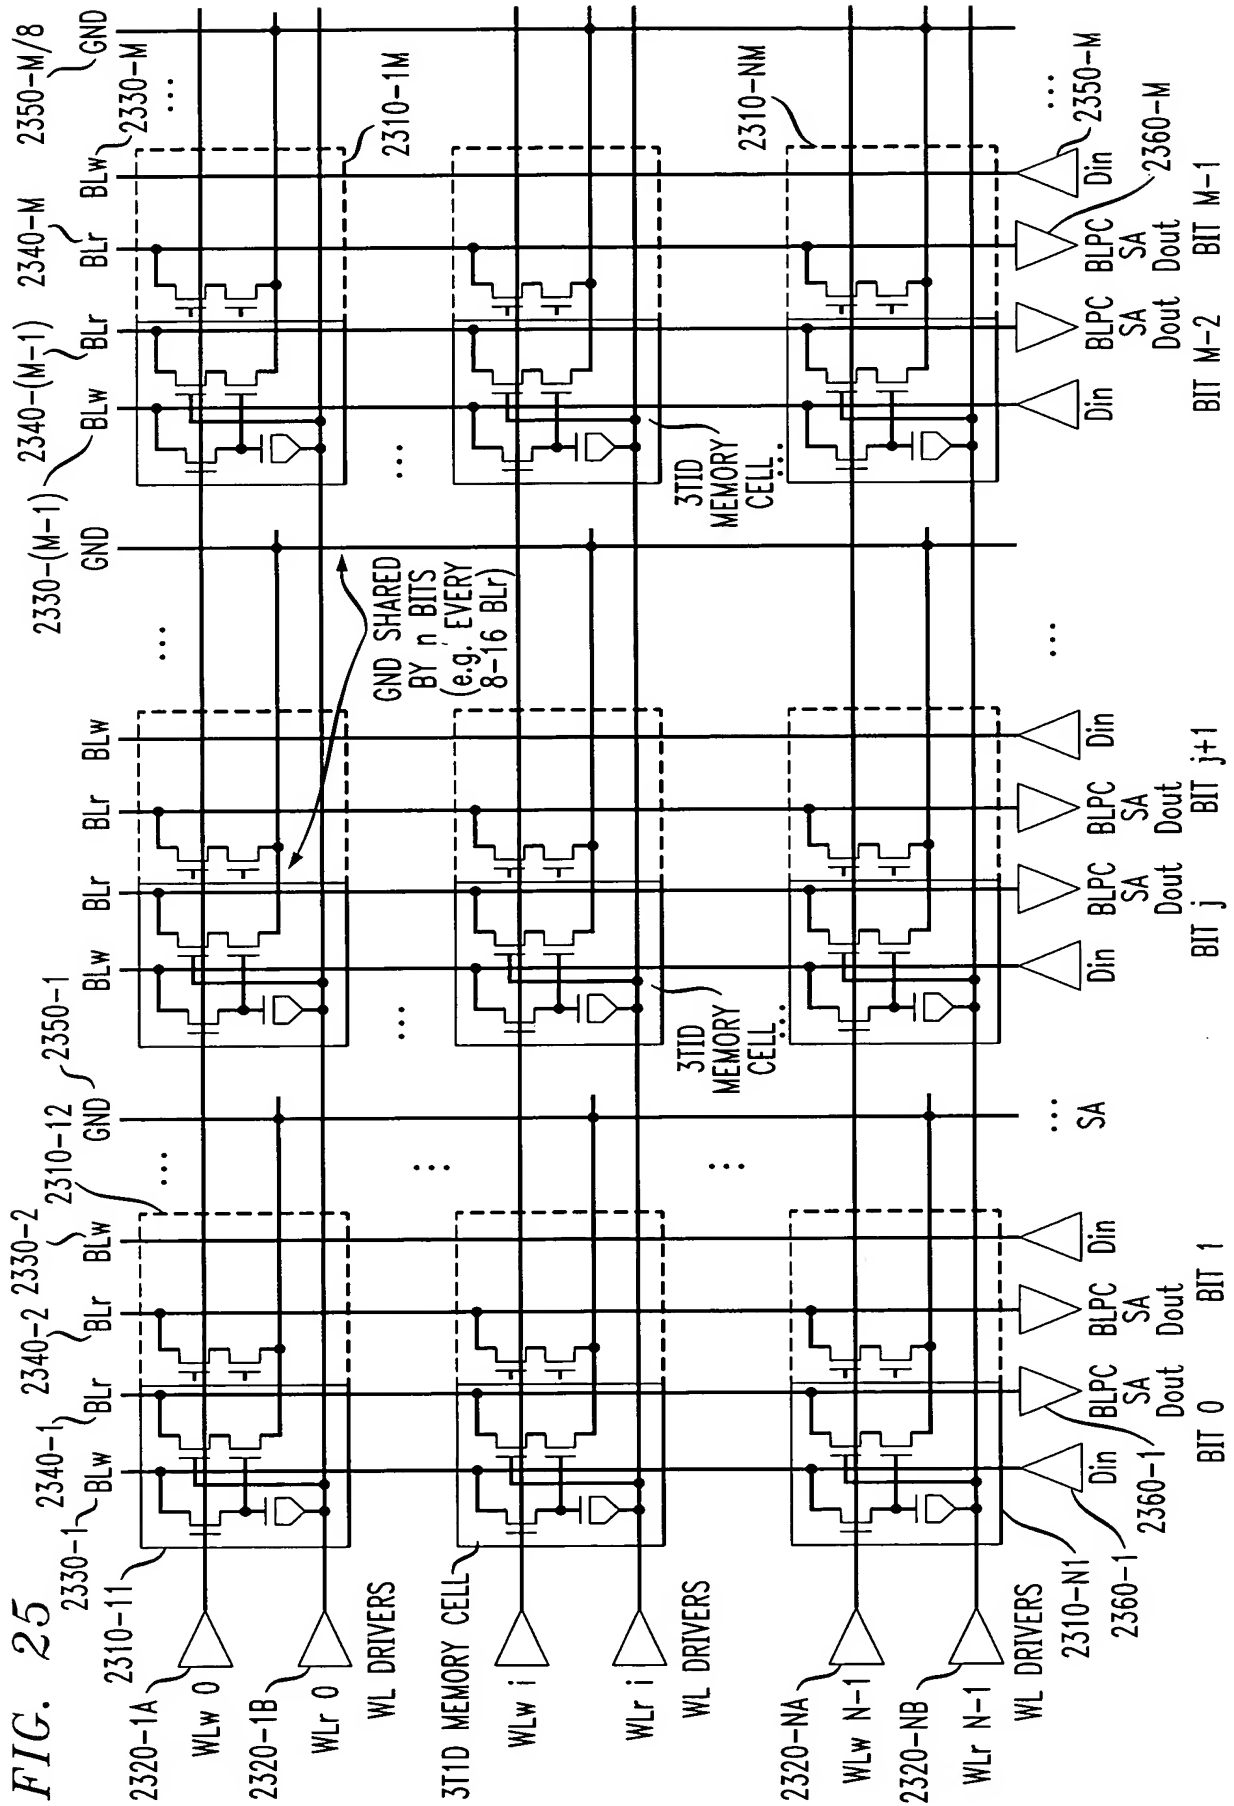 FIG. 25
2330-1
2340-1
2340-2
2330-2
2310-12
2350-1
2330-(M-1)
2340-(M-1)
2340-M
2350-M/8
2330-M
BLw
BLr
BLr
BLw
GND
BLw
BLr
BLr
BLw
GND
BLw
BLr
BLr
BLw
GND
...
...
...
2310-11
2320-1A
WLw 0
2320-1B
WLr 0
WL DRIVERS
2310-1M
GND SHARED
BY n BITS
(e.g. EVERY
8-16 BLr)
...
...
...
3T1D MEMORY CELL
WLw i
WLr i
WL DRIVERS
3TID
MEMORY
CELL
3TID
MEMORY
CELL
...
...
...
2310-NM
2320-NA
WLw N-1
2320-NB
WLr N-1
WL DRIVERS
2310-N1
2360-1
2360-1
Din
BLPC
SA
Dout
BIT 0
BLPC
SA
Dout
Din
BIT 1
...
SA
Din
BLPC
SA
Dout
BIT j
BLPC
SA
Dout
Din
BIT j+1
...
Din
BLPC
SA
Dout
BIT M-2
BLPC
SA
Dout
Din
BIT M-1
...
2350-M
2360-M